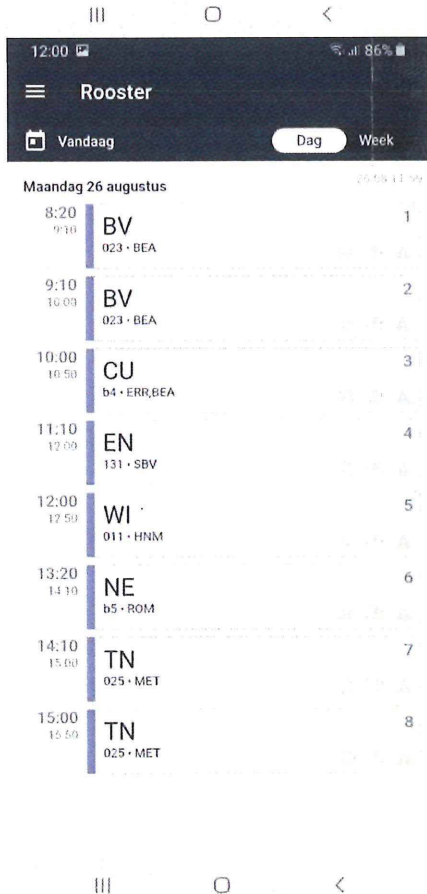 12:00 86%
Rooster
Vandaag Dag Week
Maandag 26 augustus
8:20 BV 1
9:10 023 • BEA
9:10 BV 2
10:00 023 • BEA
10:00 CU 3
10:50 b4 • ERR,BEA
11:10 EN 4
12:00 131 • SBV
12:00 WI 5
12:50 011 • HNM
13:20 NE 6
14:10 b5 • ROM
14:10 TN 7
15:00 025 • MET
15:00 TN 8
15:50 025 • MET